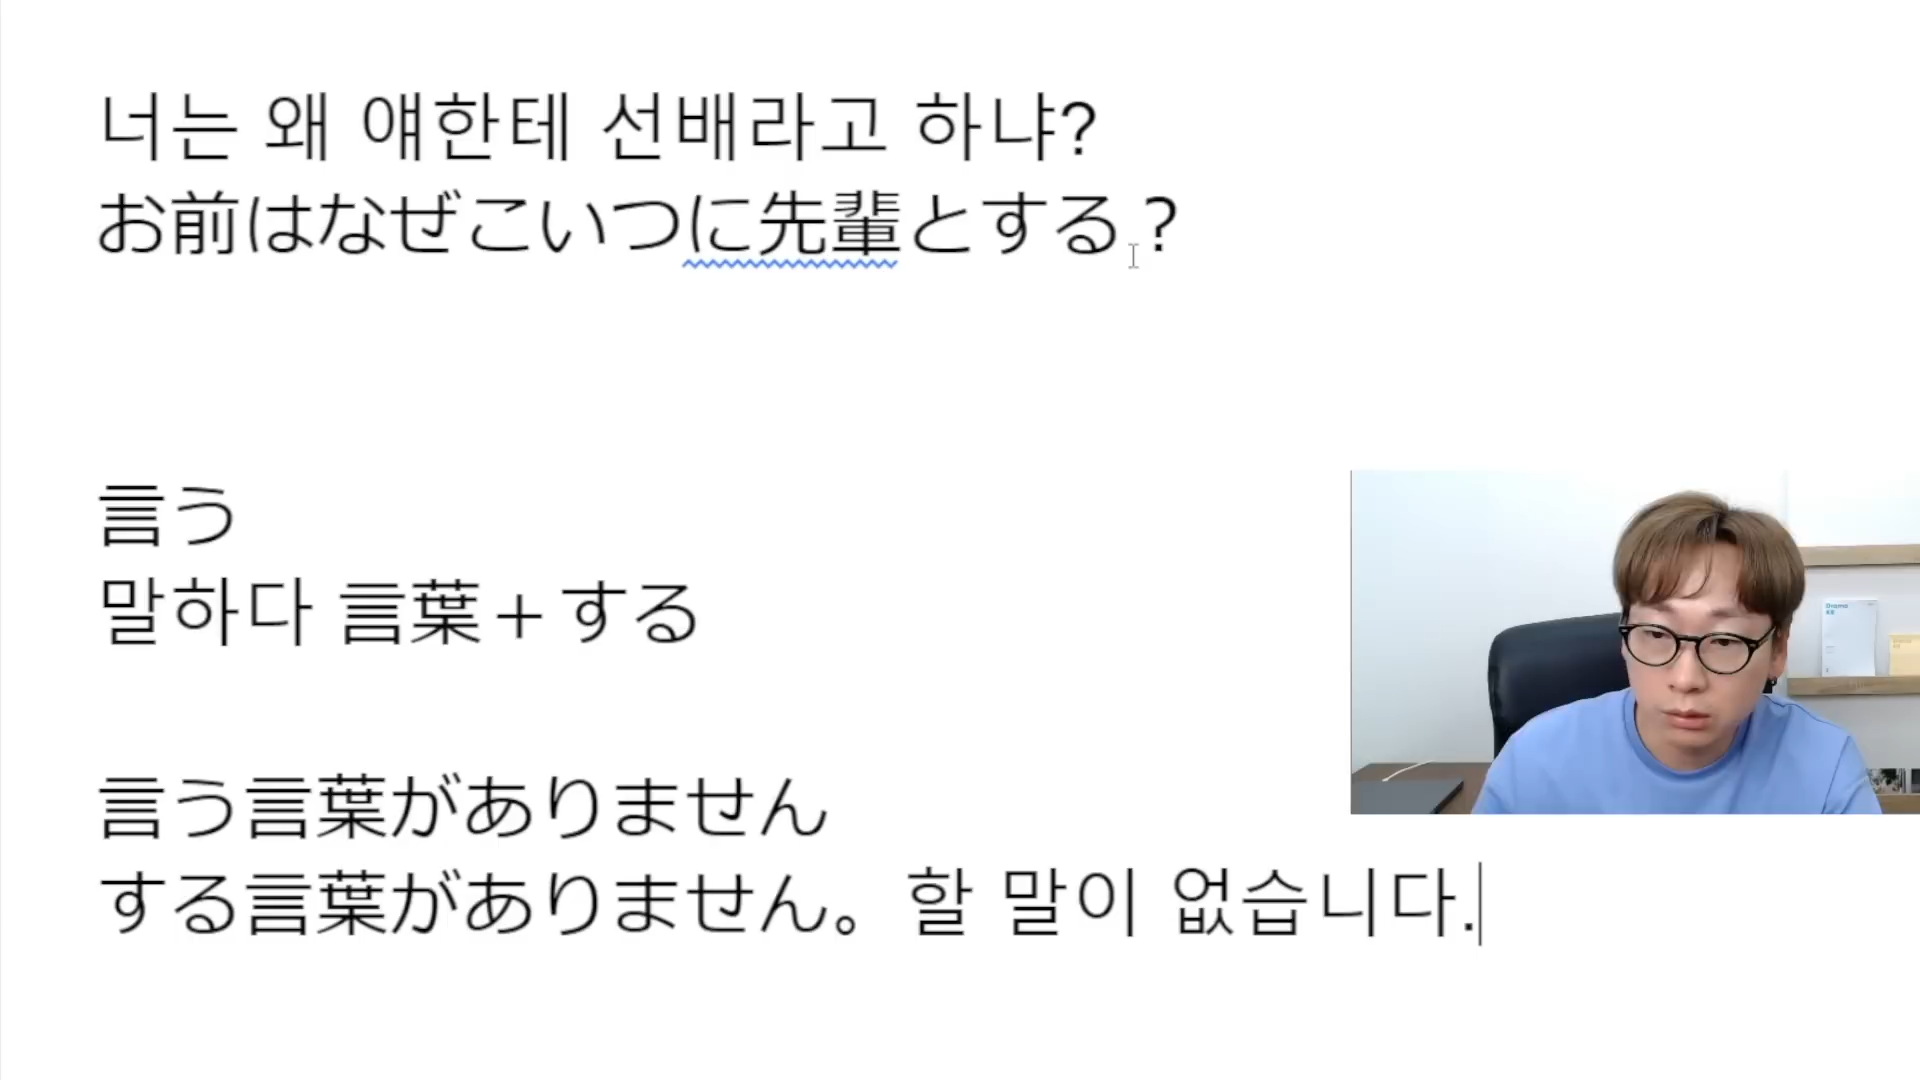 너는 왜 얘한테 선배라고 하냐?
お前はなぜこいつに先輩とする？
言う
말하다 言葉+する
言う言葉がありません
する言葉がありません。 할 말이 없습니다.